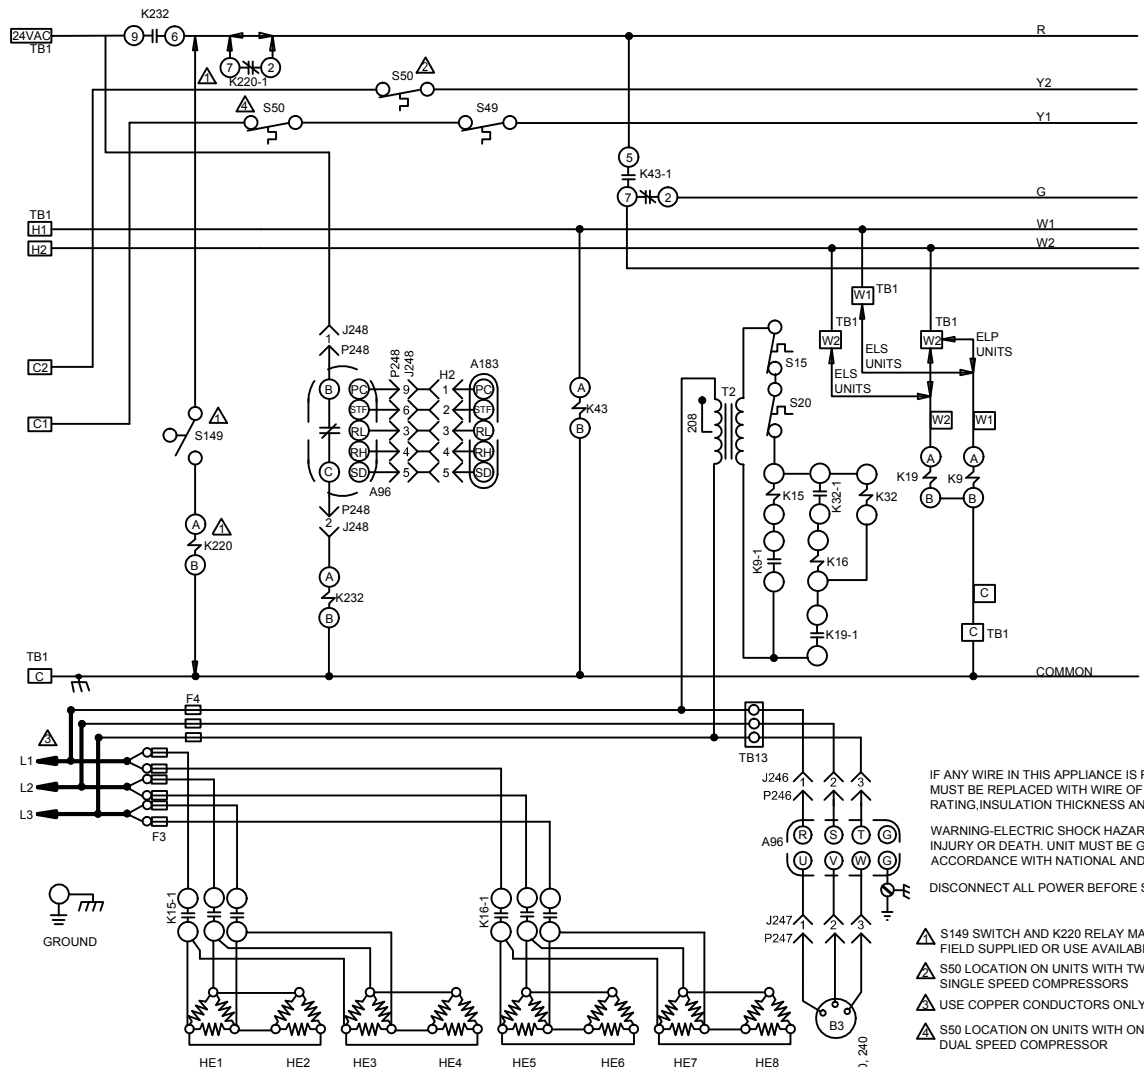 K232
24VAC
TB1
9
6
R
7
2
1
K220-1
S50
2
Y2
4
S50
S49
Y1
5
K43-1
7
2
G
TB1
H1
W1
H2
W2
TB1
W1
TB1
W2
TB1
W2
ELP
UNITS
ELS
UNITS
ELS
UNITS
J248
1
P248
C2
C1
S149
1
B
C
PC
STF
RL
RH
SD
P248
J248
9
6
3
4
5
H2
1
2
3
4
5
A183
PC
STF
RL
RH
SD
A96
P248
2
J248
A
K43
B
208
T2
S15
S20
W2
W1
A
A
K19
K9
B
B
K15
K32-1
K32
K9-1
K16
K19-1
A
1
K220
B
A
K232
B
C
C
TB1
TB1
C
COMMON
F4
3
L1
L2
L3
F3
TB13
J246
1
2
3
P246
A96
R
S
T
G
U
V
W
G
J247
1
2
3
P247
B3
GROUND
K15-1
K16-1
HE1
HE2
HE3
HE4
HE5
HE6
HE7
HE8
240
IF ANY WIRE IN THIS APPLIANCE IS
MUST BE REPLACED WITH WIRE OF
RATING,INSULATION THICKNESS
WARNING-ELECTRIC SHOCK
INJURY OR DEATH. UNIT MUST BE
ACCORDANCE WITH NATIONAL AND
DISCONNECT ALL POWER BEFORE
1 S149 SWITCH AND K220 RELAY
FIELD SUPPLIED OR USE
2 S50 LOCATION ON UNITS WITH
SINGLE SPEED COMPRESSORS
3 USE COPPER CONDUCTORS ONLY
4 S50 LOCATION ON UNITS WITH
DUAL SPEED COMPRESSOR